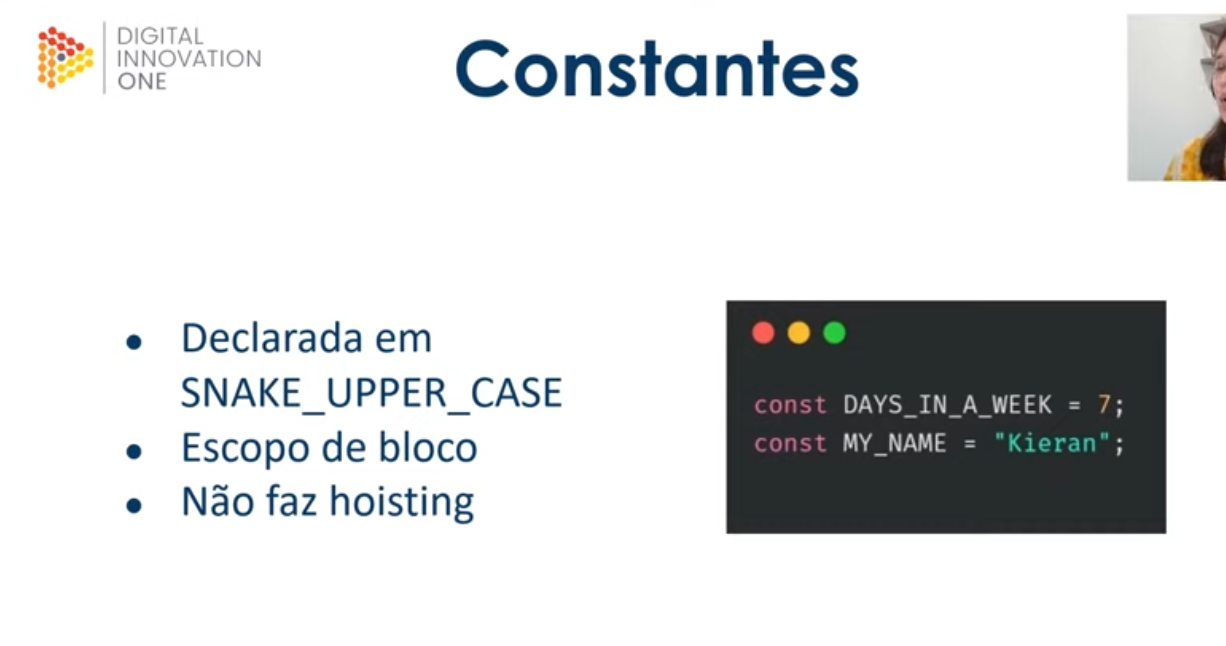 DIGITAL
INNOVATION
ONE
Constantes
● Declarada em
SNAKE_UPPER_CASE
● Escopo de bloco
● Não faz hoisting
const DAYS_IN_A_WEEK = 7;
const MY_NAME = "Kieran";